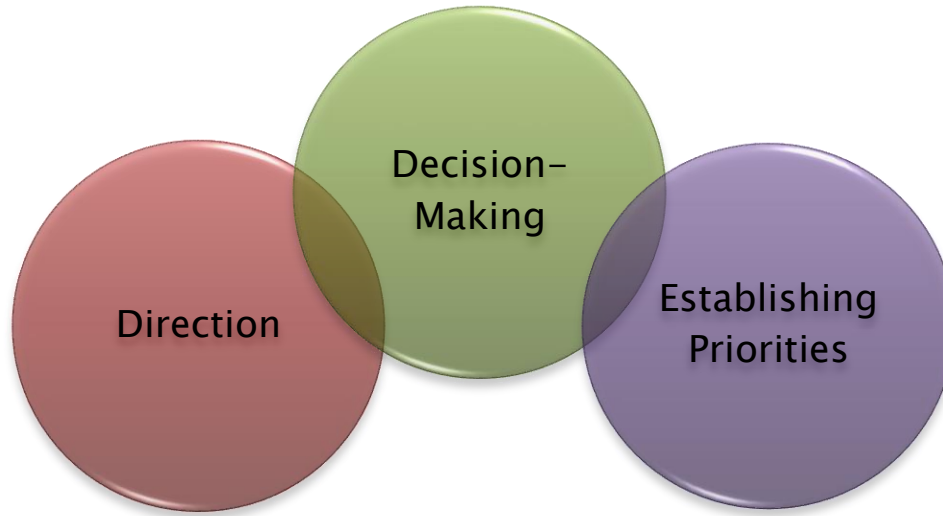 Direction
Decision-
Making
Establishing
Priorities